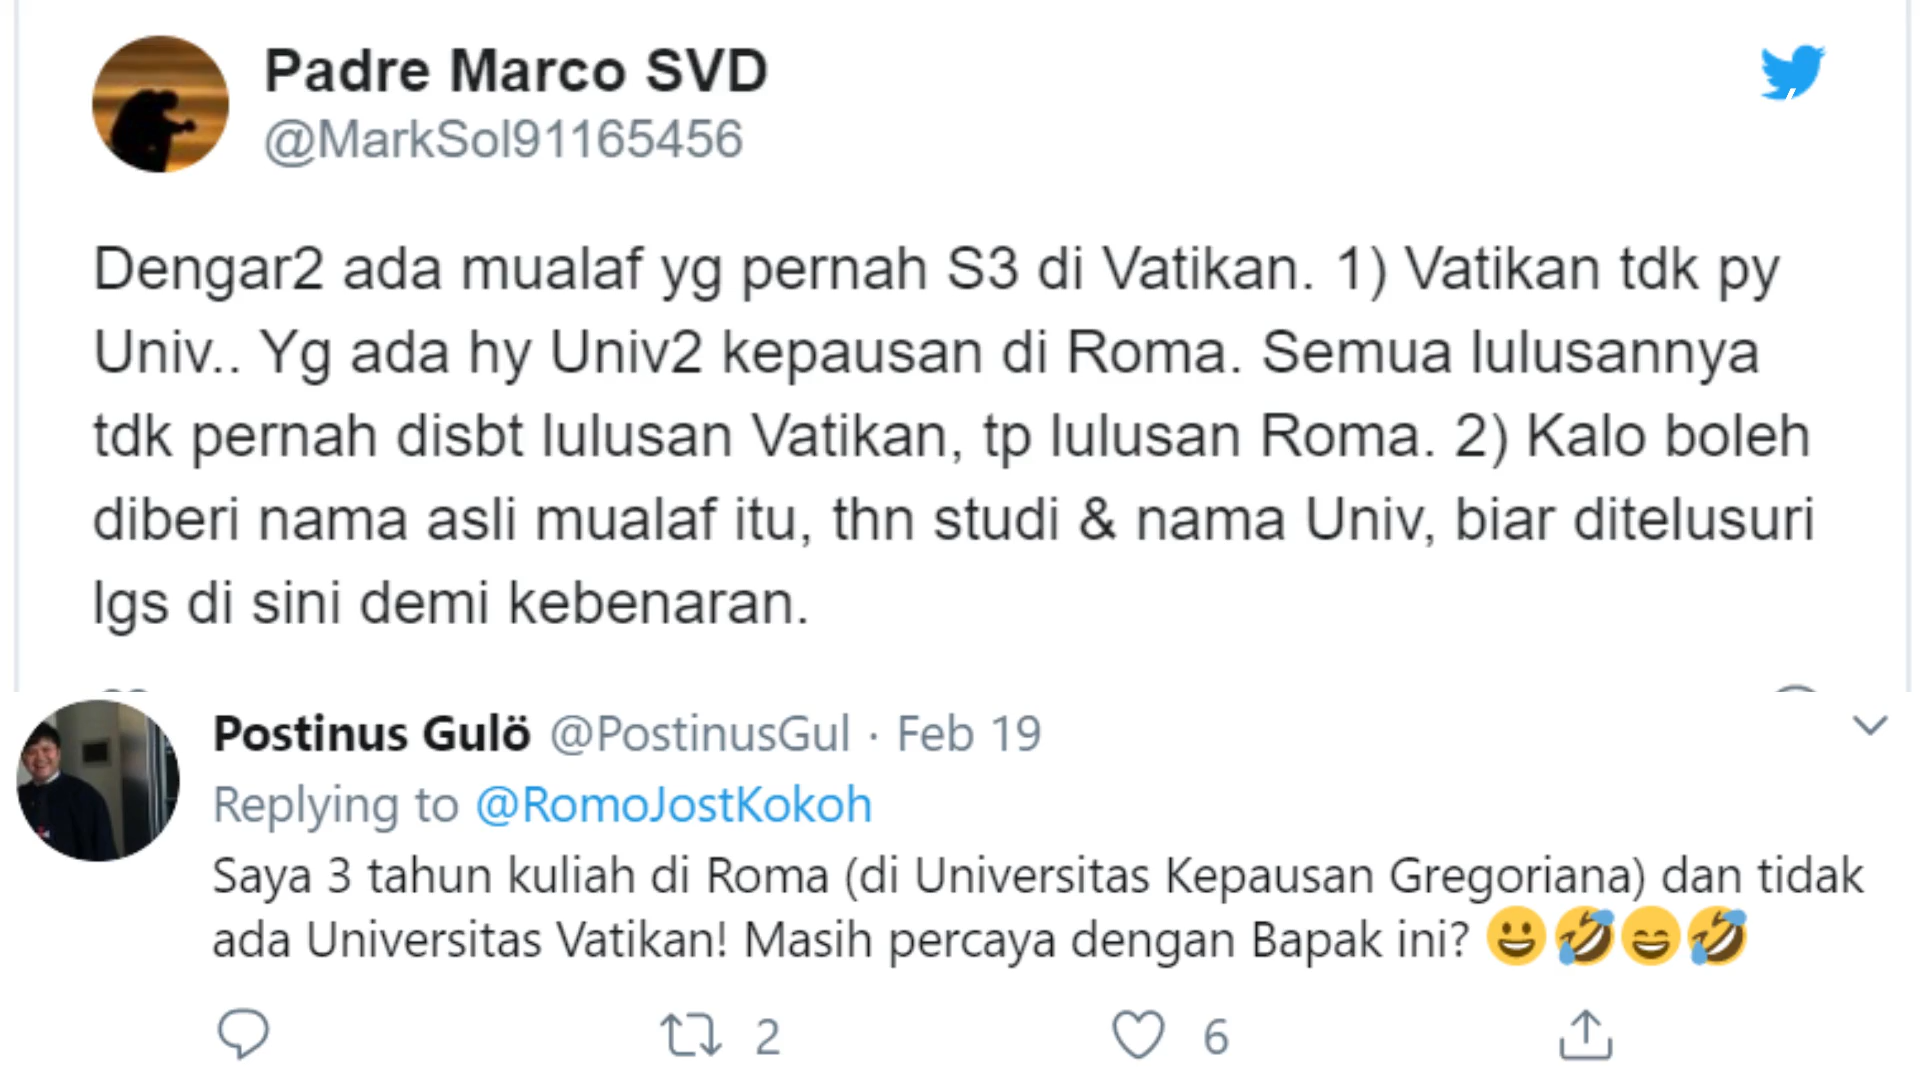 Padre Marco SVD
@MarkSol91165456
Dengar2 ada mualaf yg pernah S3 di Vatikan. 1) Vatikan tdk py
Univ.. Yg ada hy Univ2 kepausan di Roma. Semua lulusannya
tdk pernah disbt lulusan Vatikan, tp lulusan Roma. 2) Kalo boleh
diberi nama asli mualaf itu, thn studi & nama Univ, biar ditelusuri
lgs di sini demi kebenaran.
Postinus Gulö @PostinusGul · Feb 19
Replying to @RomoJostKokoh
Saya 3 tahun kuliah di Roma (di Universitas Kepausan Gregoriana) dan tidak
ada Universitas Vatikan! Masih percaya dengan Bapak ini? 😀🤣😄🤣
2 6